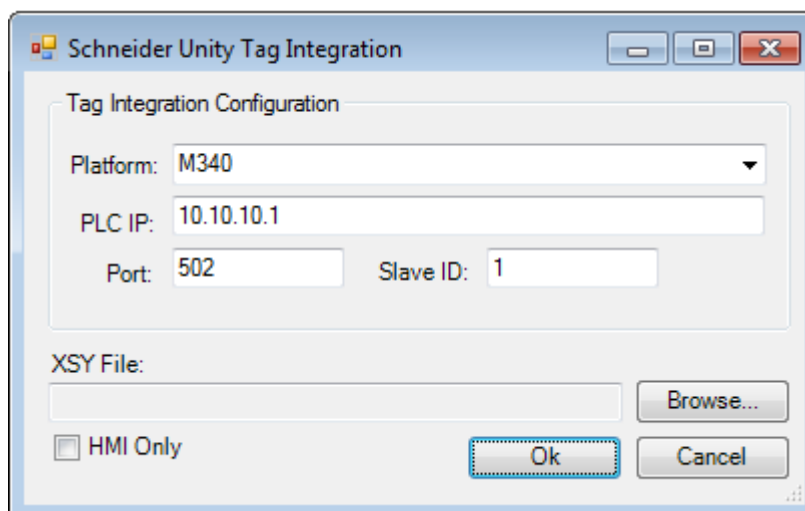 Schneider Unity Tag Integration
Tag Integration Configuration
Platform: M340
PLC IP: 10.10.10.1
Port: 502 Slave ID: 1
XSY File:
Browse...
HMI Only Ok Cancel